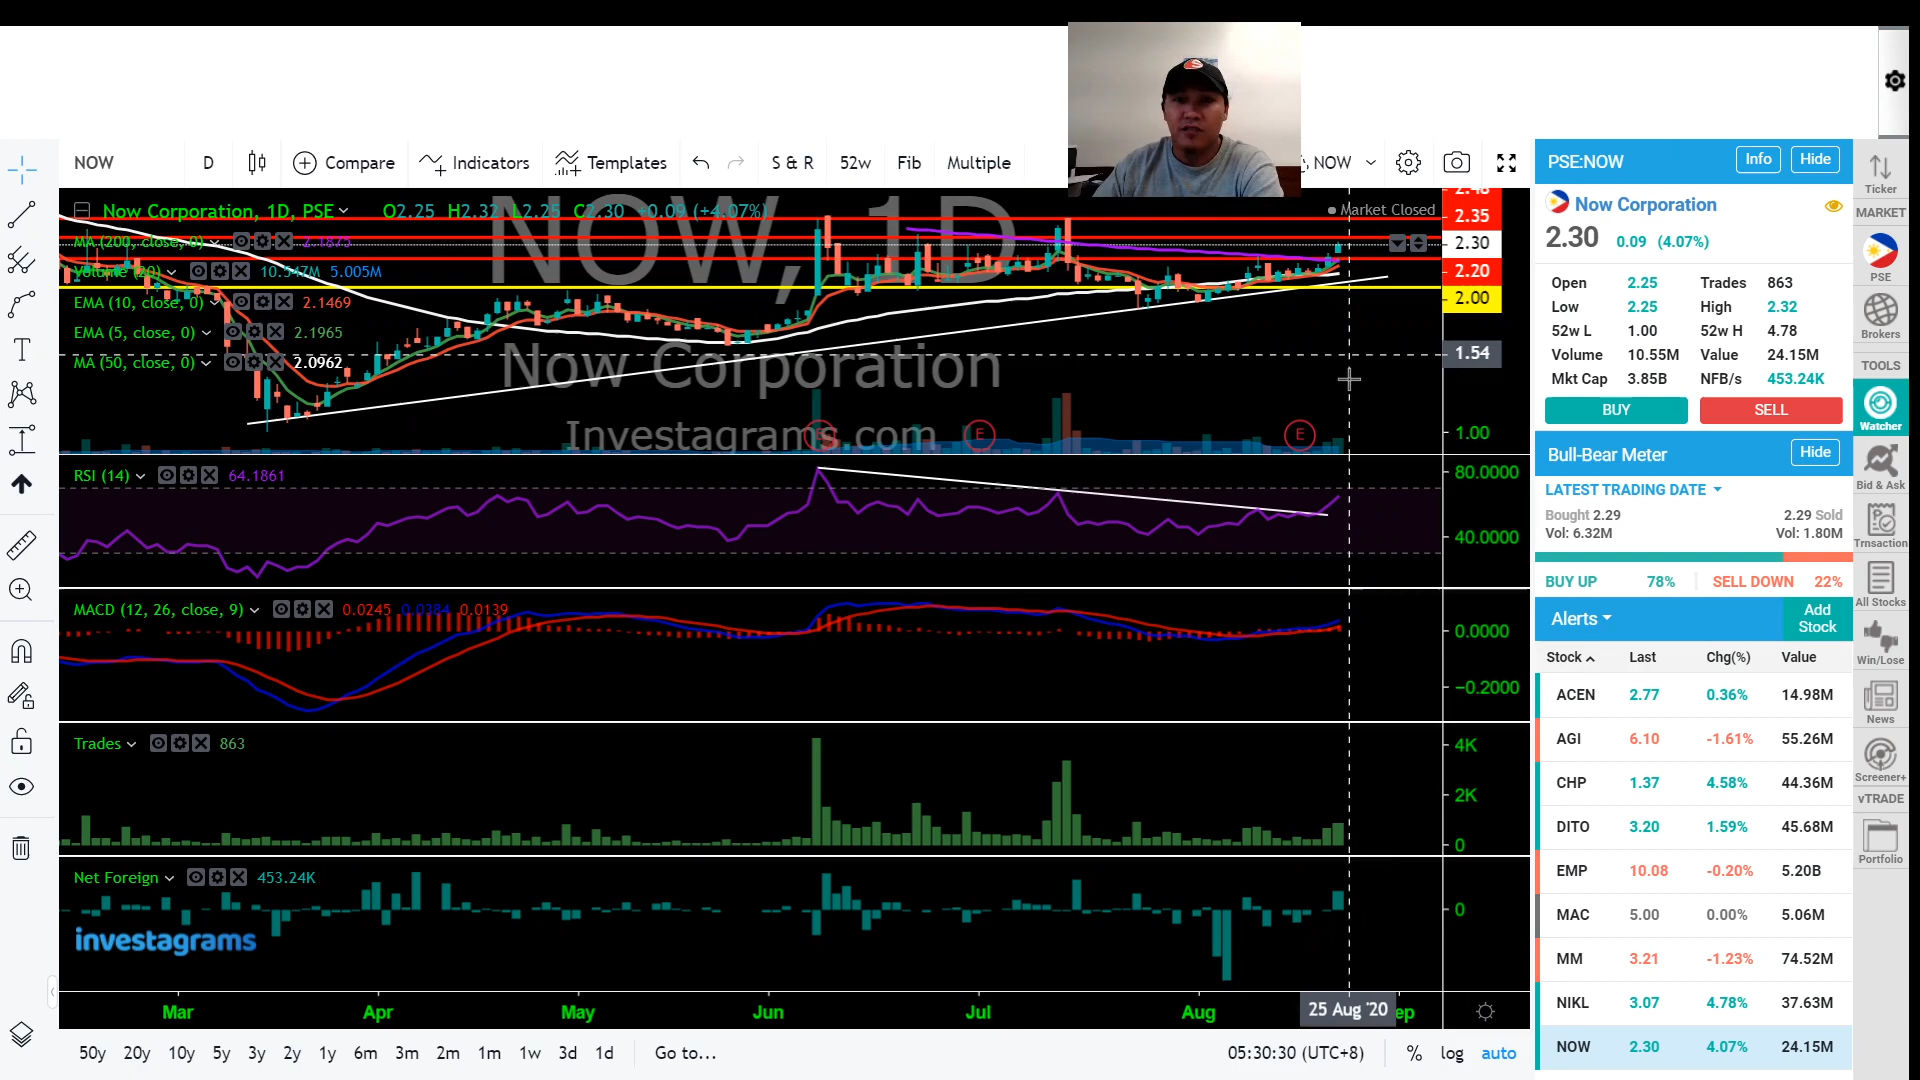 NOW D Compare Indicators Templates S & R 52w Fib Multiple NOW
Now Corporation, 1D, PSE O2.25 H2.32 L2.25 C2.30 +0.09 (+4.07%)
Market Closed
NOW, 1D
Now Corporation
Investagrams.com
MA (200, close, 0) 2.1875
Volume (20) 10.547M 5.005M
EMA (10, close, 0) 2.1469
EMA (5, close, 0) 2.1965
MA (50, close, 0) 2.0962
E E
2.35
2.30
2.20
2.00
1.54
1.00
RSI (14) 64.1861
80.0000
40.0000
MACD (12, 26, close, 9) 0.0245 0.0384 0.0139
0.0000
−0.2000
Trades 863
4K
2K
0
Net Foreign 453.24K
0
investagrams
Mar Apr May Jun Jul Aug 25 Aug '20 ep
50y 20y 10y 5y 3y 2y 1y 6m 3m 2m 1m 1w 3d 1d Go to... 05:30:30 (UTC+8) % log auto
PSE:NOW Info Hide
Now Corporation
2.30 0.09 (4.07%)
Open 2.25 Trades 863
Low 2.25 High 2.32
52w L 1.00 52w H 4.78
Volume 10.55M Value 24.15M
Mkt Cap 3.85B NFB/s 453.24K
BUY SELL
Bull-Bear Meter Hide
LATEST TRADING DATE
Bought 2.29 2.29 Sold
Vol: 6.32M Vol: 1.80M
BUY UP 78% SELL DOWN 22%
Alerts Add Stock
Stock Last Chg(%) Value
ACEN 2.77 0.36% 14.98M
AGI 6.10 -1.61% 55.26M
CHP 1.37 4.58% 44.36M
DITO 3.20 1.59% 45.68M
EMP 10.08 -0.20% 5.20B
MAC 5.00 0.00% 5.06M
MM 3.21 -1.23% 74.52M
NIKL 3.07 4.78% 37.63M
NOW 2.30 4.07% 24.15M
Ticker
MARKET
PSE
Brokers
TOOLS
Watcher
Bid & Ask
Trnsaction
All Stocks
Win/Lose
News
Screener+
vTRADE
Portfolio